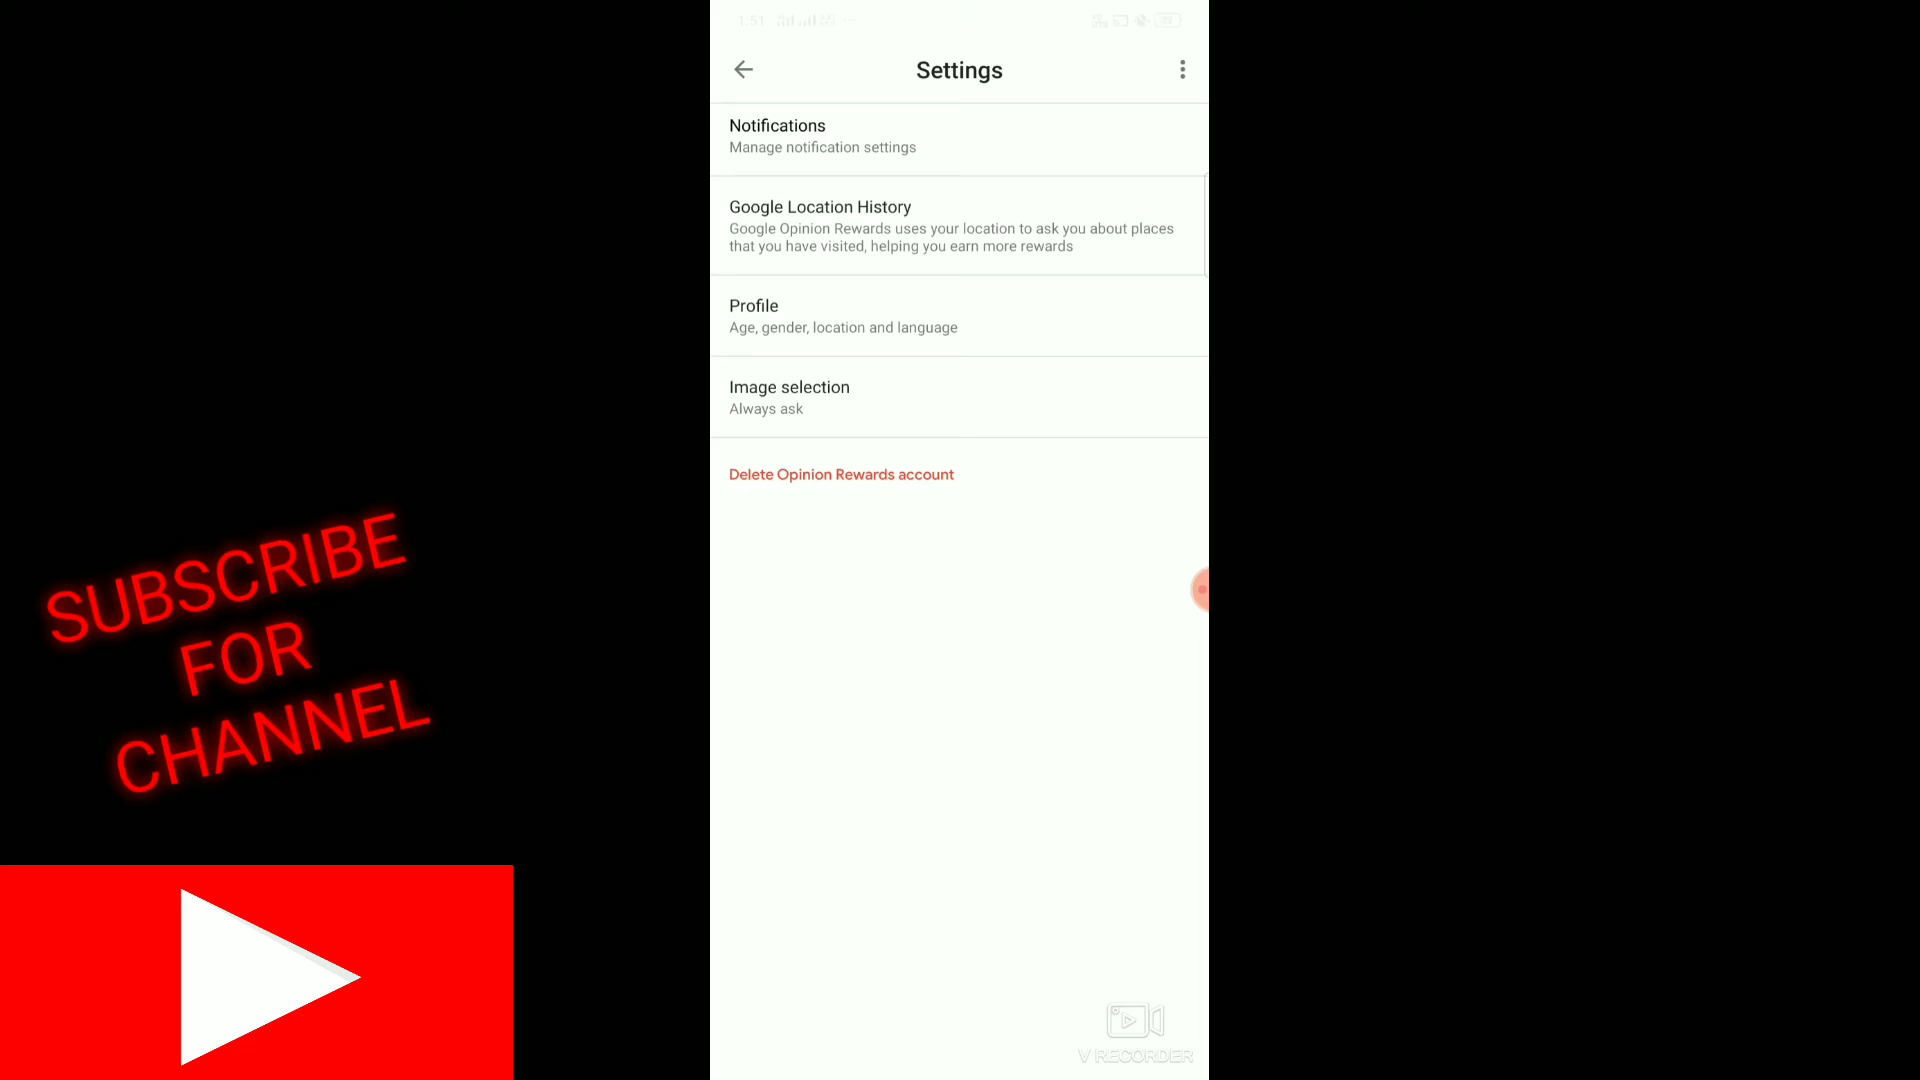 1:51
Settings
Notifications
Manage notification settings
Google Location History
Google Opinion Rewards uses your location to ask you about places
that you have visited, helping you earn more rewards
Profile
Age, gender, location and language
Image selection
Always ask
Delete Opinion Rewards account
SUBSCRIBE
FOR
CHANNEL
V RECORDER